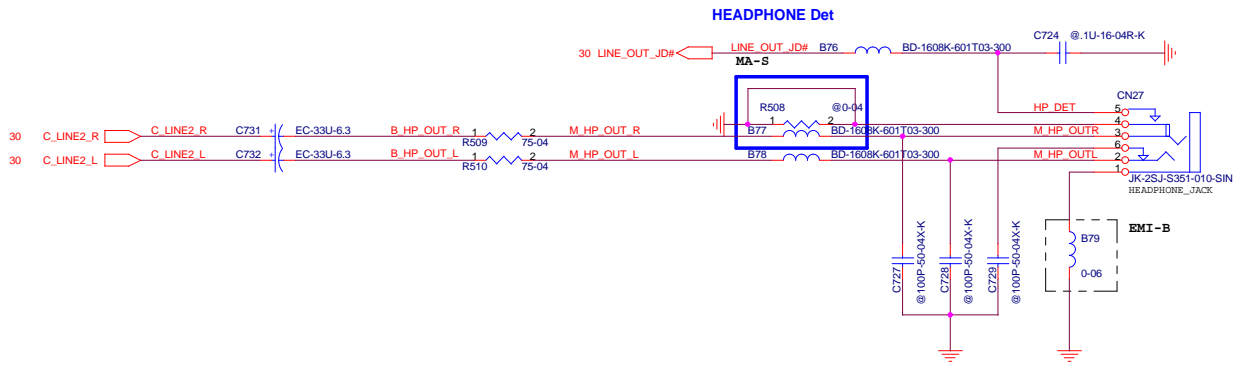 HEADPHONE Det
30 LINE_OUT_JD# LINE_OUT_JD# B76 BD-1608K-601T03-300 C724 @.1U-16-04R-K
MA-S
CN27
R508 @0-04
1 2
HP_DET 5
4
30 C_LINE2_R C_LINE2_R C731 + EC-33U-6.3 B_HP_OUT_R 1 2 M_HP_OUT_R B77 BD-1608K-601T03-300 M_HP_OUTR 3
R509 75-04
6
30 C_LINE2_L C_LINE2_L C732 + EC-33U-6.3 B_HP_OUT_L 1 2 M_HP_OUT_L B78 BD-1608K-601T03-300 M_HP_OUTL 2
R510 75-04
1
JK-2SJ-S351-010-SIN
HEADPHONE_JACK
EMI-B
B79
0-06
C727
@100P-50-04X-K
C728
@100P-50-04X-K
C729
@100P-50-04X-K